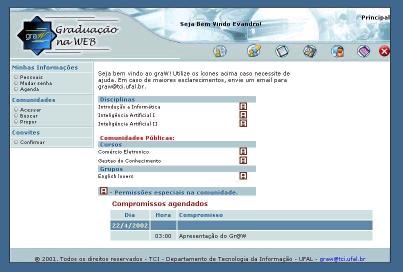 Principal
graW
Graduação
na WEB
Seja Bem Vindo Evandro!
Minhas Informações
Pessoais
Mudar senha
Agenda
Comunidades
Acessar
Buscar
Propor
Convites
Confirmar
Seja bem vindo ao graW! Utilize os ícones acima caso necesite de
ajuda. Em caso de maiores esclarecimentos, envie um email para
graw@tci.ufal.br.
Disciplinas
Introdução a Informática
Inteligência Artificial I
Inteligência Artificial II
Comunidades Públicas:
Cursos
Comércio Eletronico
Gestao do Conhecimento
Grupos
English lovers
- Permissões especiais na comunidade.
Compromissos agendados
Dia Hora Compromisso
22/4/2002
03:00 Apresentação do Gr@W
© 2001. Todos os direitos reservados - TCI - Departamento de Tecnologia da Informação - UFAL - graw@tci.ufal.br